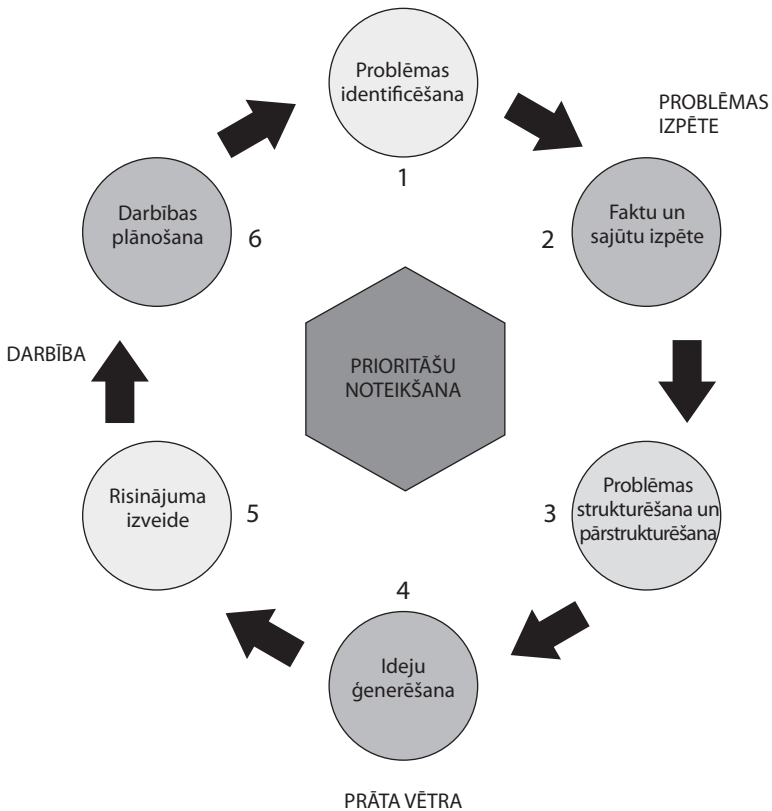 Problēmas
identificēšana
1
PROBLĒMAS
IZPĒTE
Faktu un
sajūtu izpēte
2
Problēmas
strukturēšana un
pārstrukturēšana
3
4
Ideju
ģenerēšana
PRĀTA VĒTRA
Risinājuma
izveide
5
DARBĪBA
Darbības
plānošana
6
PRIORITĀŠU
NOTEIKŠANA